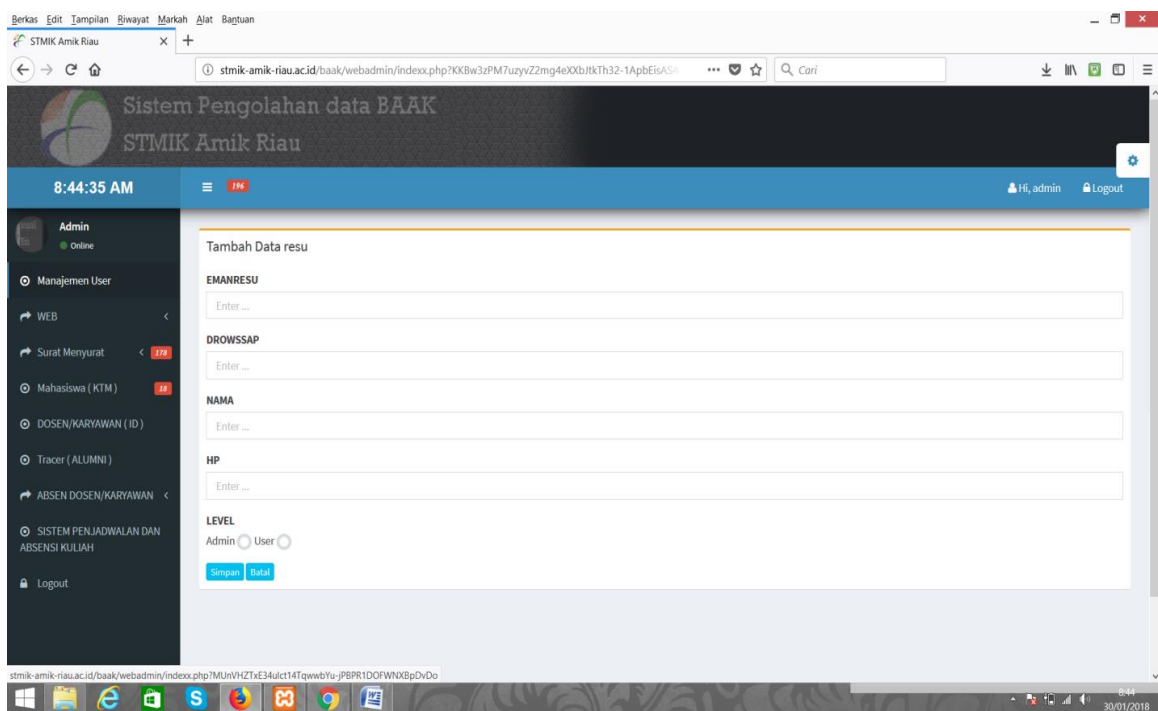 Berkas Edit Tampilan Riwayat Markah Alat Bantuan
STMIK Amik Riau
stmik-amik-riau.ac.id/baak/webadmin/indexx.php?KKBw3zPM7uzyvZ2mg4eXXbJtkTh32-1ApbEisAS
Cari
Sistem Pengolahan data BAAK
STMIK Amik Riau
8:44:35 AM
196
Hi, admin
Logout
Admin
Online
Manajemen User
WEB
Surat Menyurat 178
Mahasiswa ( KTM ) 18
DOSEN/KARYAWAN ( ID )
Tracer ( ALUMNI )
ABSEN DOSEN/KARYAWAN
SISTEM PENJADWALAN DAN
ABSENSI KULIAH
Logout
Tambah Data resu
EMANRESU
Enter ...
DROWSSAP
Enter ...
NAMA
Enter ...
HP
Enter ...
LEVEL
Admin User
Simpan Batal
stmik-amik-riau.ac.id/baak/webadmin/indexx.php?MUnVHZTxE34ulct14TqwwbYu-jPBPR1DOFWNXBpDvDo
8:44
30/01/2018